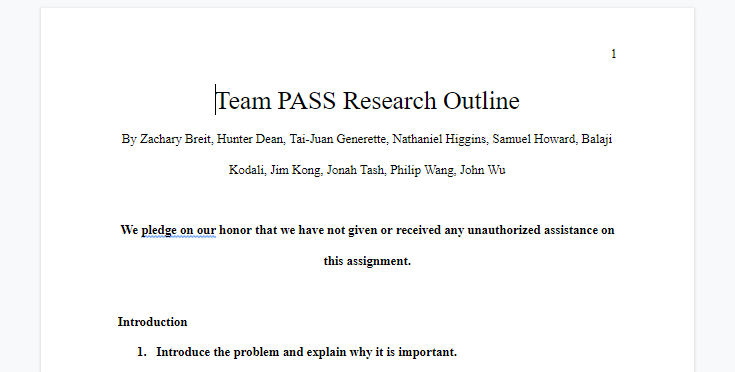 1
Team PASS Research Outline
By Zachary Breit, Hunter Dean, Tai-Juan Generette, Nathaniel Higgins, Samuel Howard, Balaji
Kodali, Jim Kong, Jonah Tash, Philip Wang, John Wu
We pledge on our honor that we have not given or received any unauthorized assistance on
this assignment.
Introduction
1. Introduce the problem and explain why it is important.